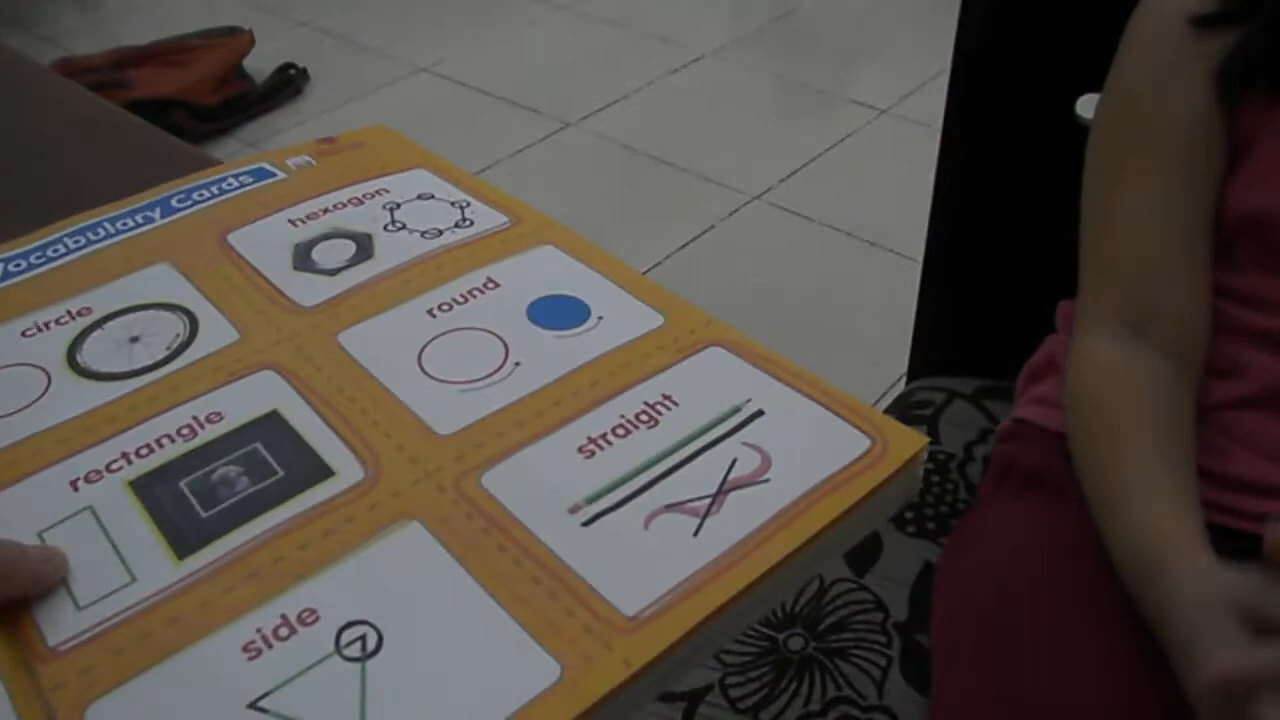 Vocabulary Cards
hexagon
circle
round
rectangle
straight
side